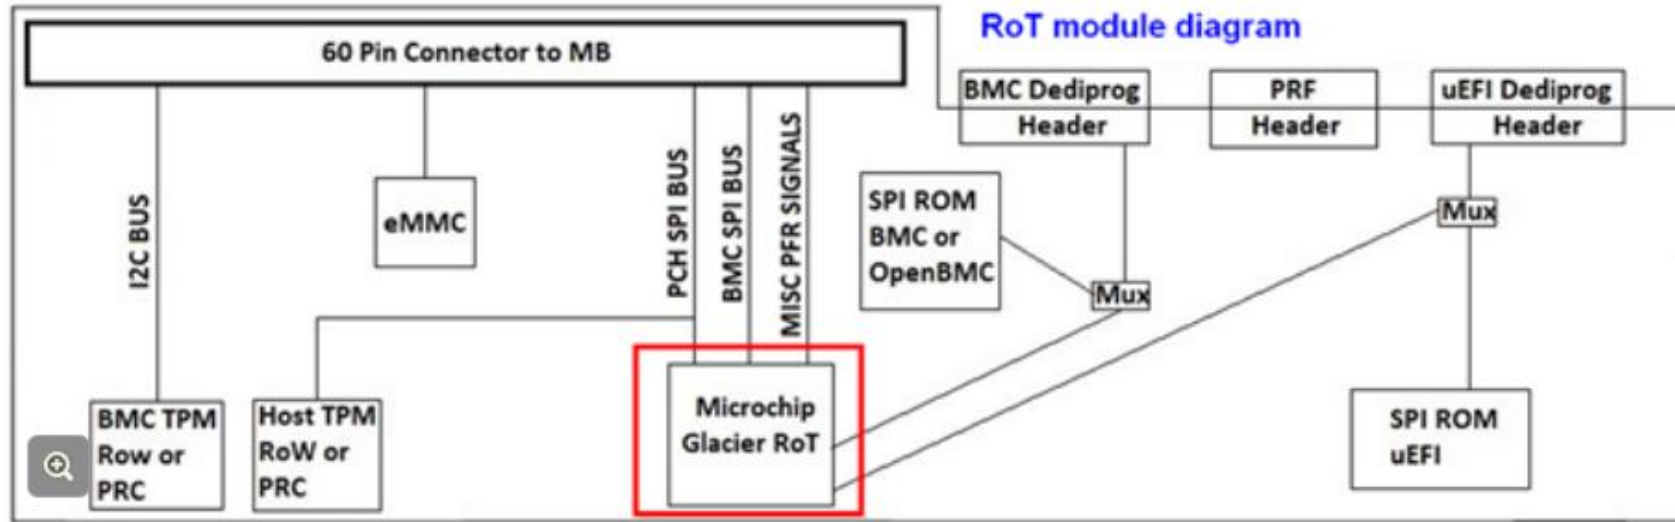 RoT module diagram
60 Pin Connector to MB
BMC Dediprog
Header
PRF
Header
uEFI Dediprog
Header
I2C BUS
eMMC
PCH SPI BUS
BMC SPI BUS
MISC PFR SIGNALS
SPI ROM
BMC or
OpenBMC
Mux
Mux
BMC TPM
Row or
PRC
Host TPM
RoW or
PRC
Microchip
Glacier RoT
SPI ROM
uEFI